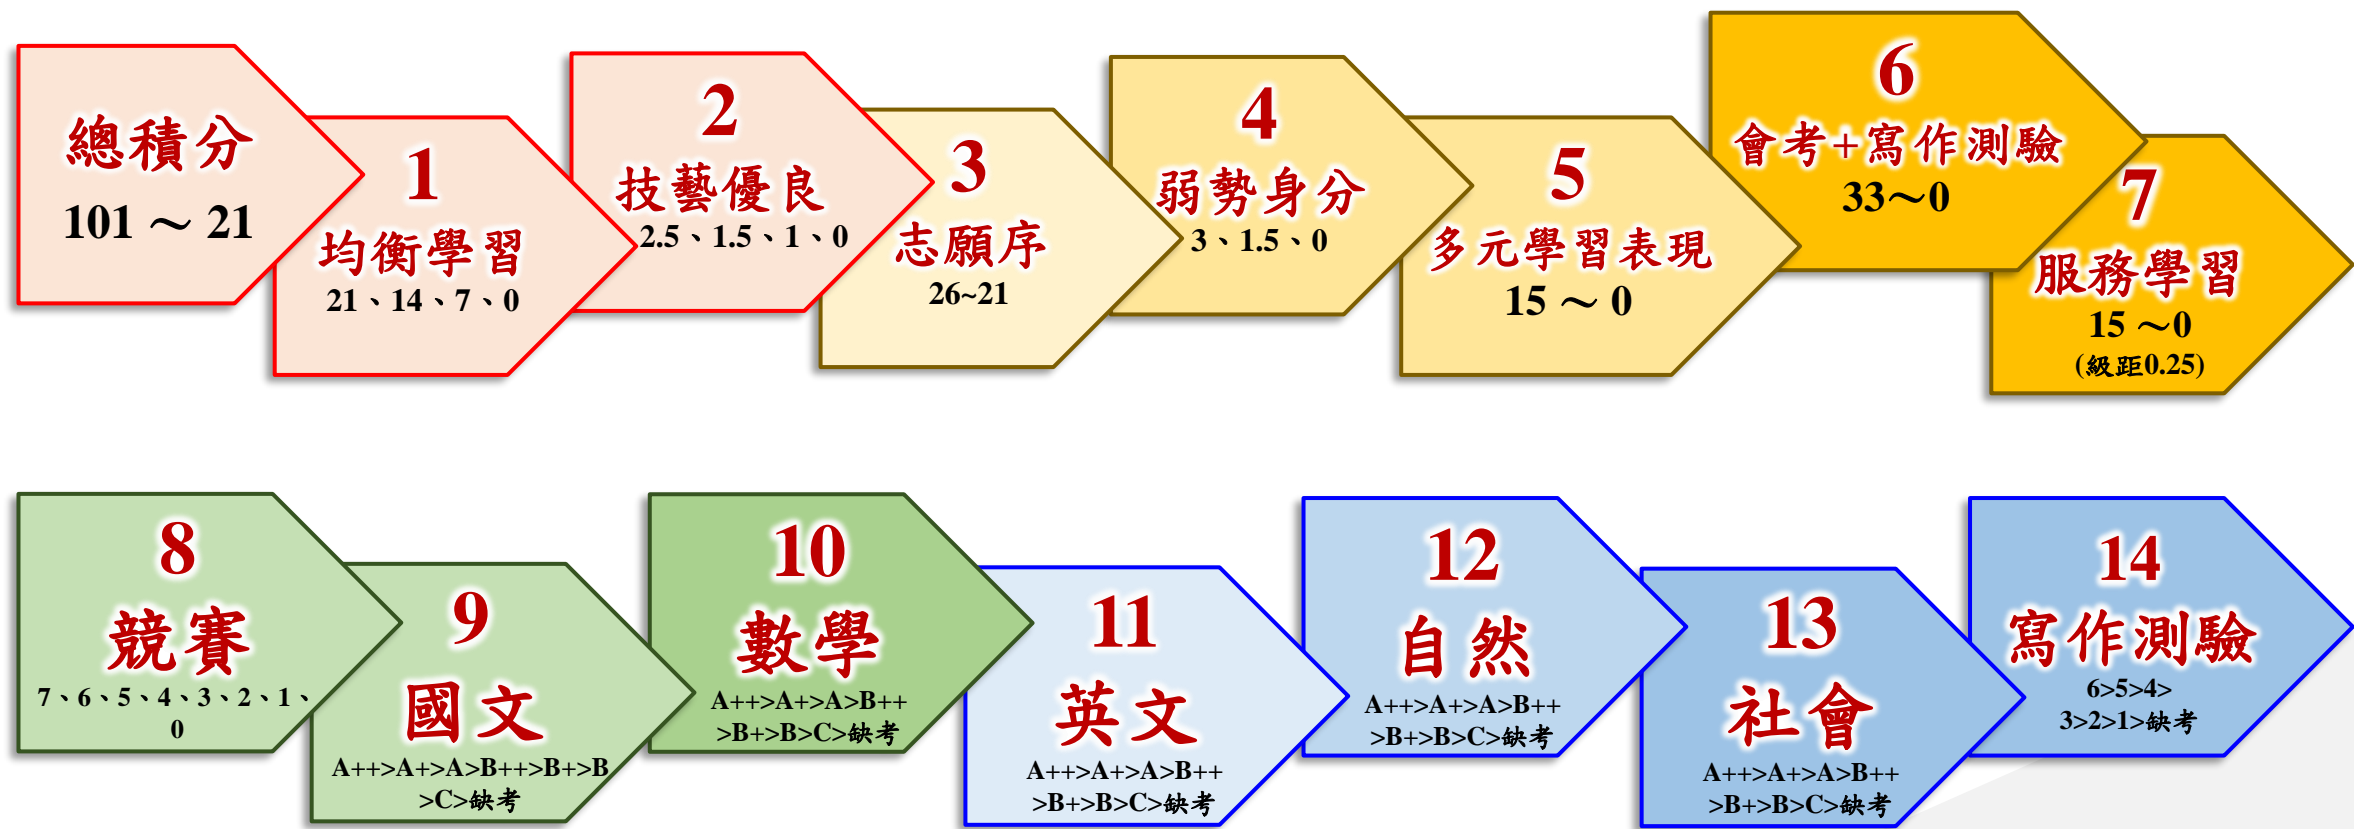 總積分
101 ～ 21
1
均衡學習
21、14、7、0
2
技藝優良
2.5、1.5、1、0
3
志願序
26~21
4
弱勢身分
3、1.5、0
5
多元學習表現
15 ～ 0
6
會考+寫作測驗
33～0
7
服務學習
15 ～0
(級距0.25)
8
競賽
7、6、5、4、3、2、1、
0
9
國文
A++>A+>A>B++>B+>B
>C>缺考
10
數學
A++>A+>A>B++
>B+>B>C>缺考
11
英文
A++>A+>A>B++
>B+>B>C>缺考
12
自然
A++>A+>A>B++
>B+>B>C>缺考
13
社會
A++>A+>A>B++
>B+>B>C>缺考
14
寫作測驗
6>5>4>
3>2>1>缺考